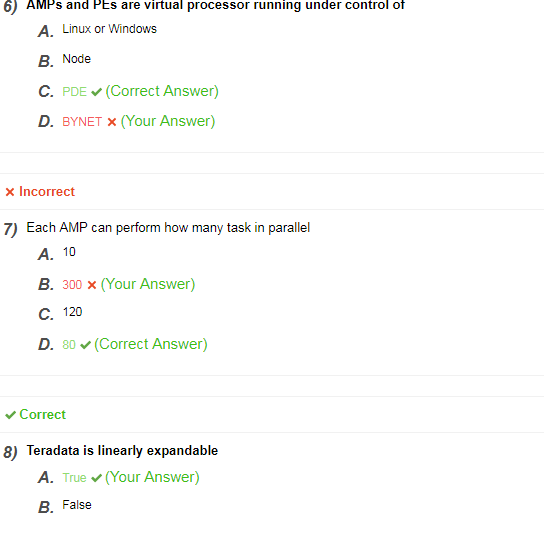 6) AMPs and PEs are virtual processor running under control of
A. Linux or Windows
B. Node
C. PDE ✔ (Correct Answer)
D. BYNET ✖ (Your Answer)
✖ Incorrect
7) Each AMP can perform how many task in parallel
A. 10
B. 300 ✖ (Your Answer)
C. 120
D. 80 ✔ (Correct Answer)
✔ Correct
8) Teradata is linearly expandable
A. True ✔ (Your Answer)
B. False